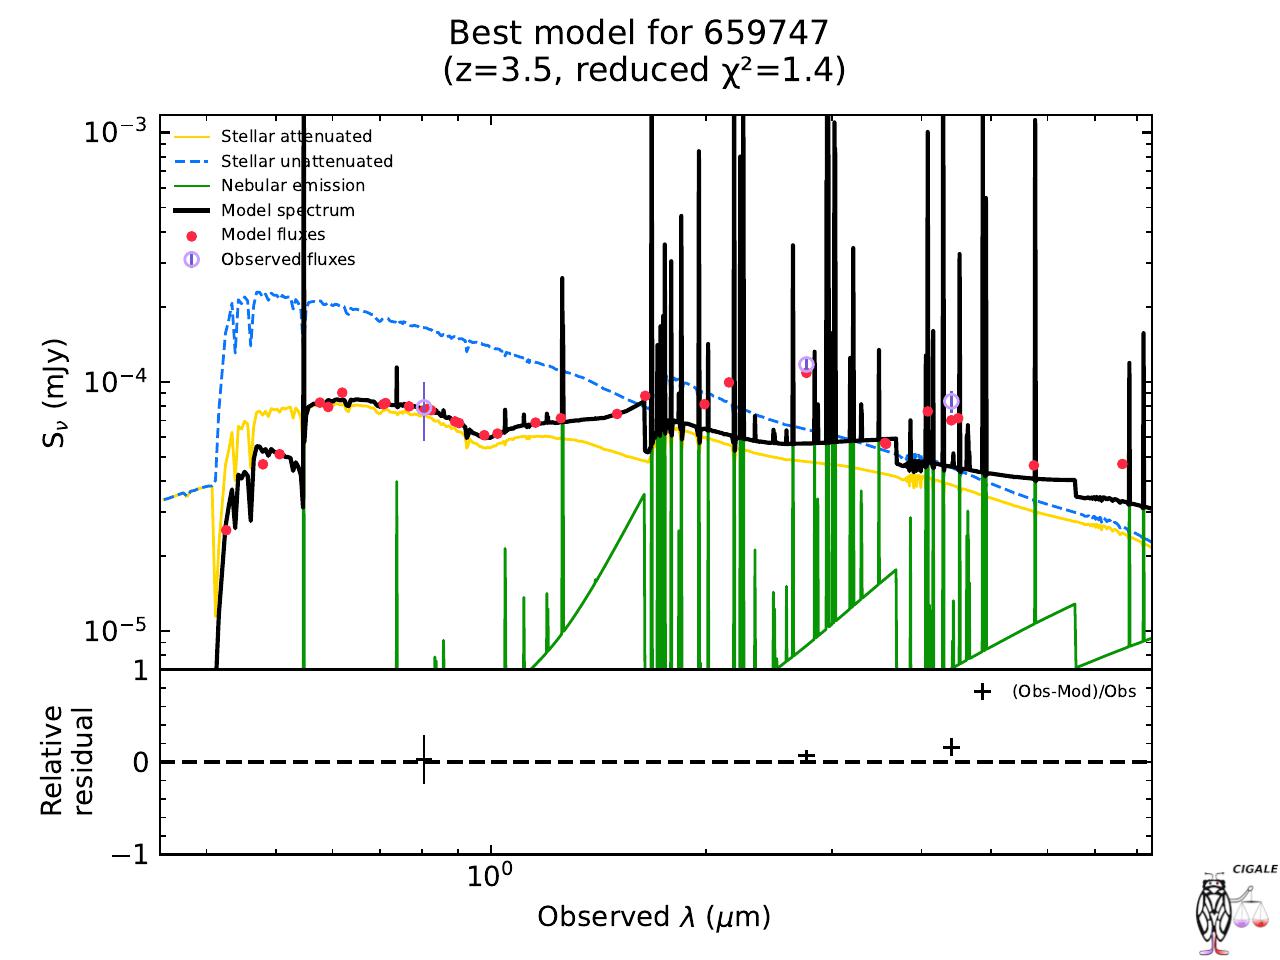 Best model for 659747
(z=3.5, reduced χ²=1.4)
10⁻³
10⁻⁴
10⁻⁵
S_ν (mJy)
Stellar attenuated
Stellar unattenuated
Nebular emission
Model spectrum
Model fluxes
Observed fluxes
1
0
−1
Relative
residual
(Obs-Mod)/Obs
10⁰
Observed λ (μm)
CIGALE